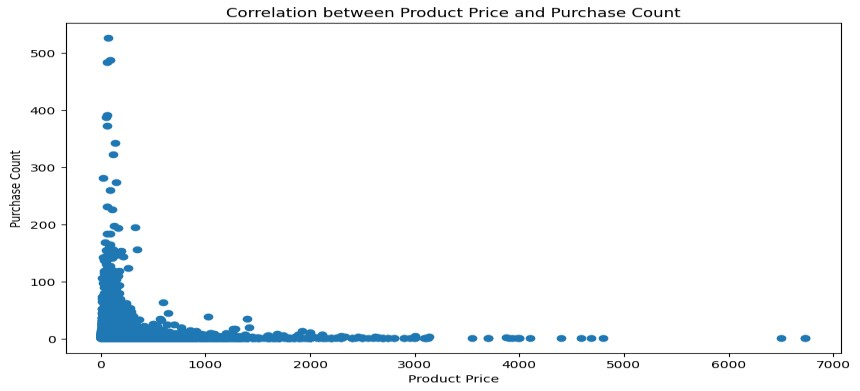 Correlation between Product Price and Purchase Count
Purchase Count
500
400
300
200
100
0
0 1000 2000 3000 4000 5000 6000 7000
Product Price